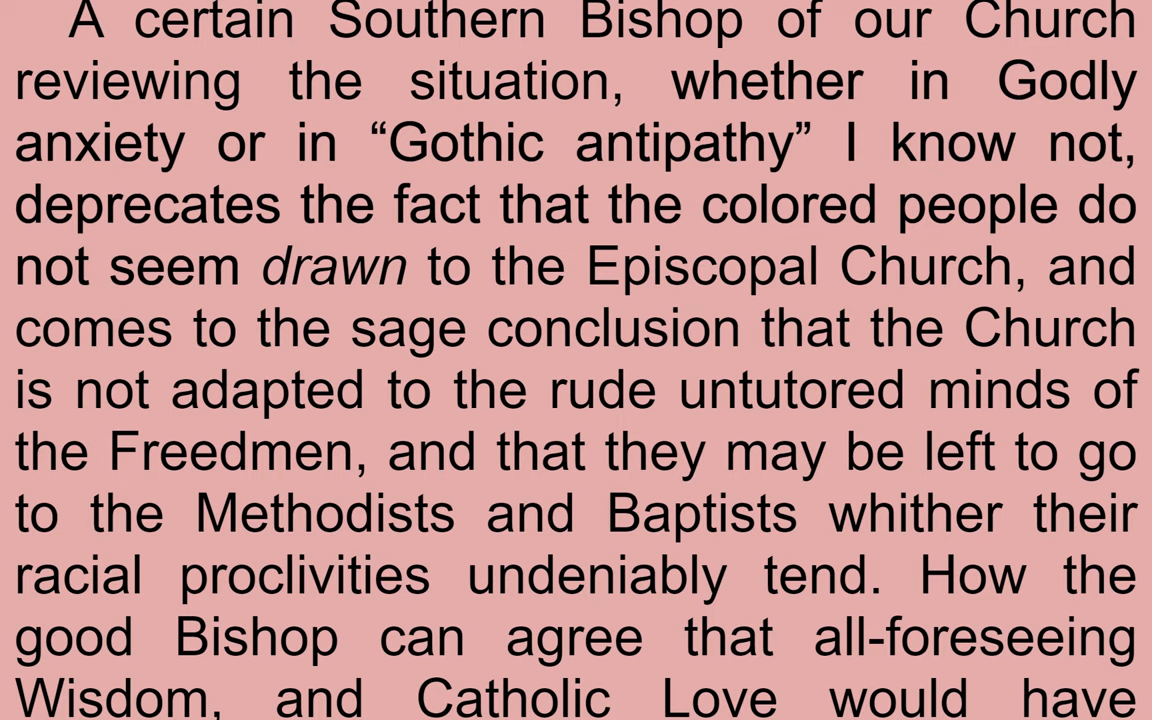 A certain Southern Bishop of our Church
reviewing the situation, whether in Godly
anxiety or in “Gothic antipathy” I know not,
deprecates the fact that the colored people do
not seem drawn to the Episcopal Church, and
comes to the sage conclusion that the Church
is not adapted to the rude untutored minds of
the Freedmen, and that they may be left to go
to the Methodists and Baptists whither their
racial proclivities undeniably tend. How the
good Bishop can agree that all-foreseeing
Wisdom, and Catholic Love would have